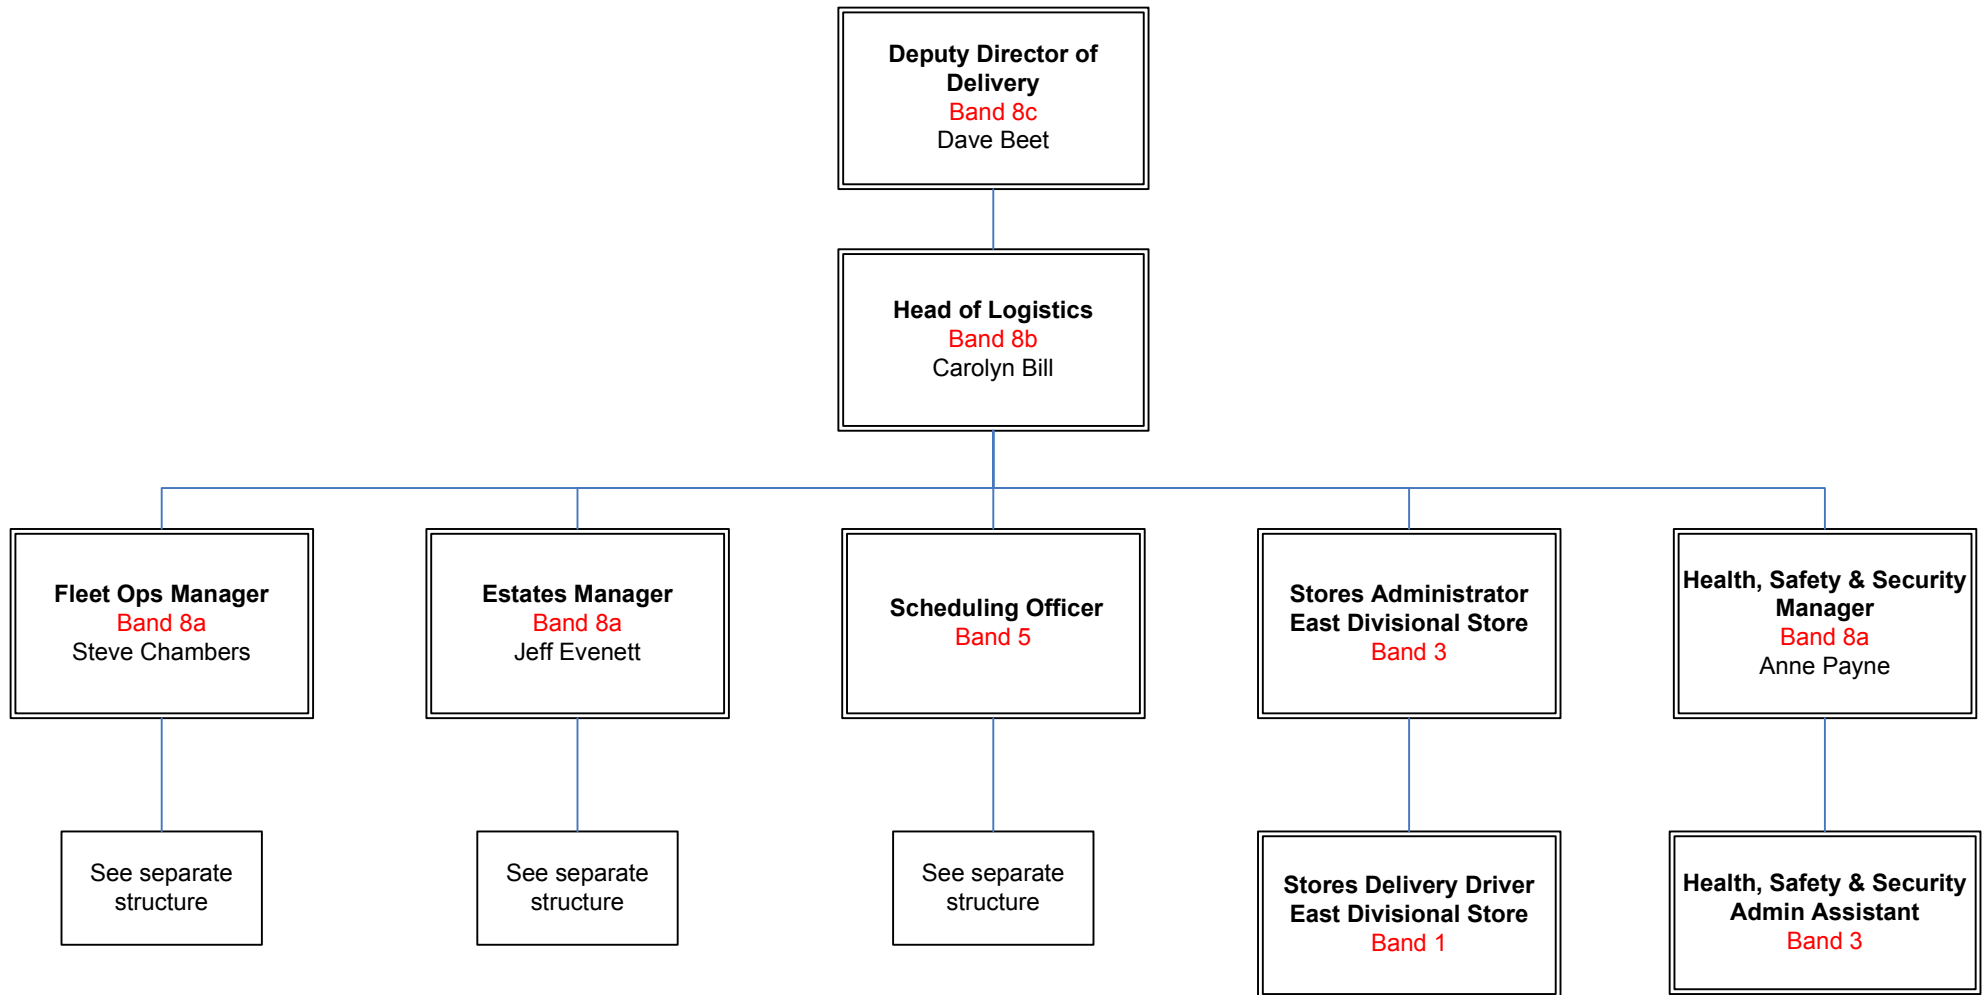 Deputy Director of
Delivery
Band 8c
Dave Beet
Head of Logistics
Band 8b
Carolyn Bill
Fleet Ops Manager
Band 8a
Steve Chambers
Estates Manager
Band 8a
Jeff Evenett
Scheduling Officer
Band 5
Stores Administrator
East Divisional Store
Band 3
Health, Safety & Security
Manager
Band 8a
Anne Payne
See separate
structure
See separate
structure
See separate
structure
Stores Delivery Driver
East Divisional Store
Band 1
Health, Safety & Security
Admin Assistant
Band 3